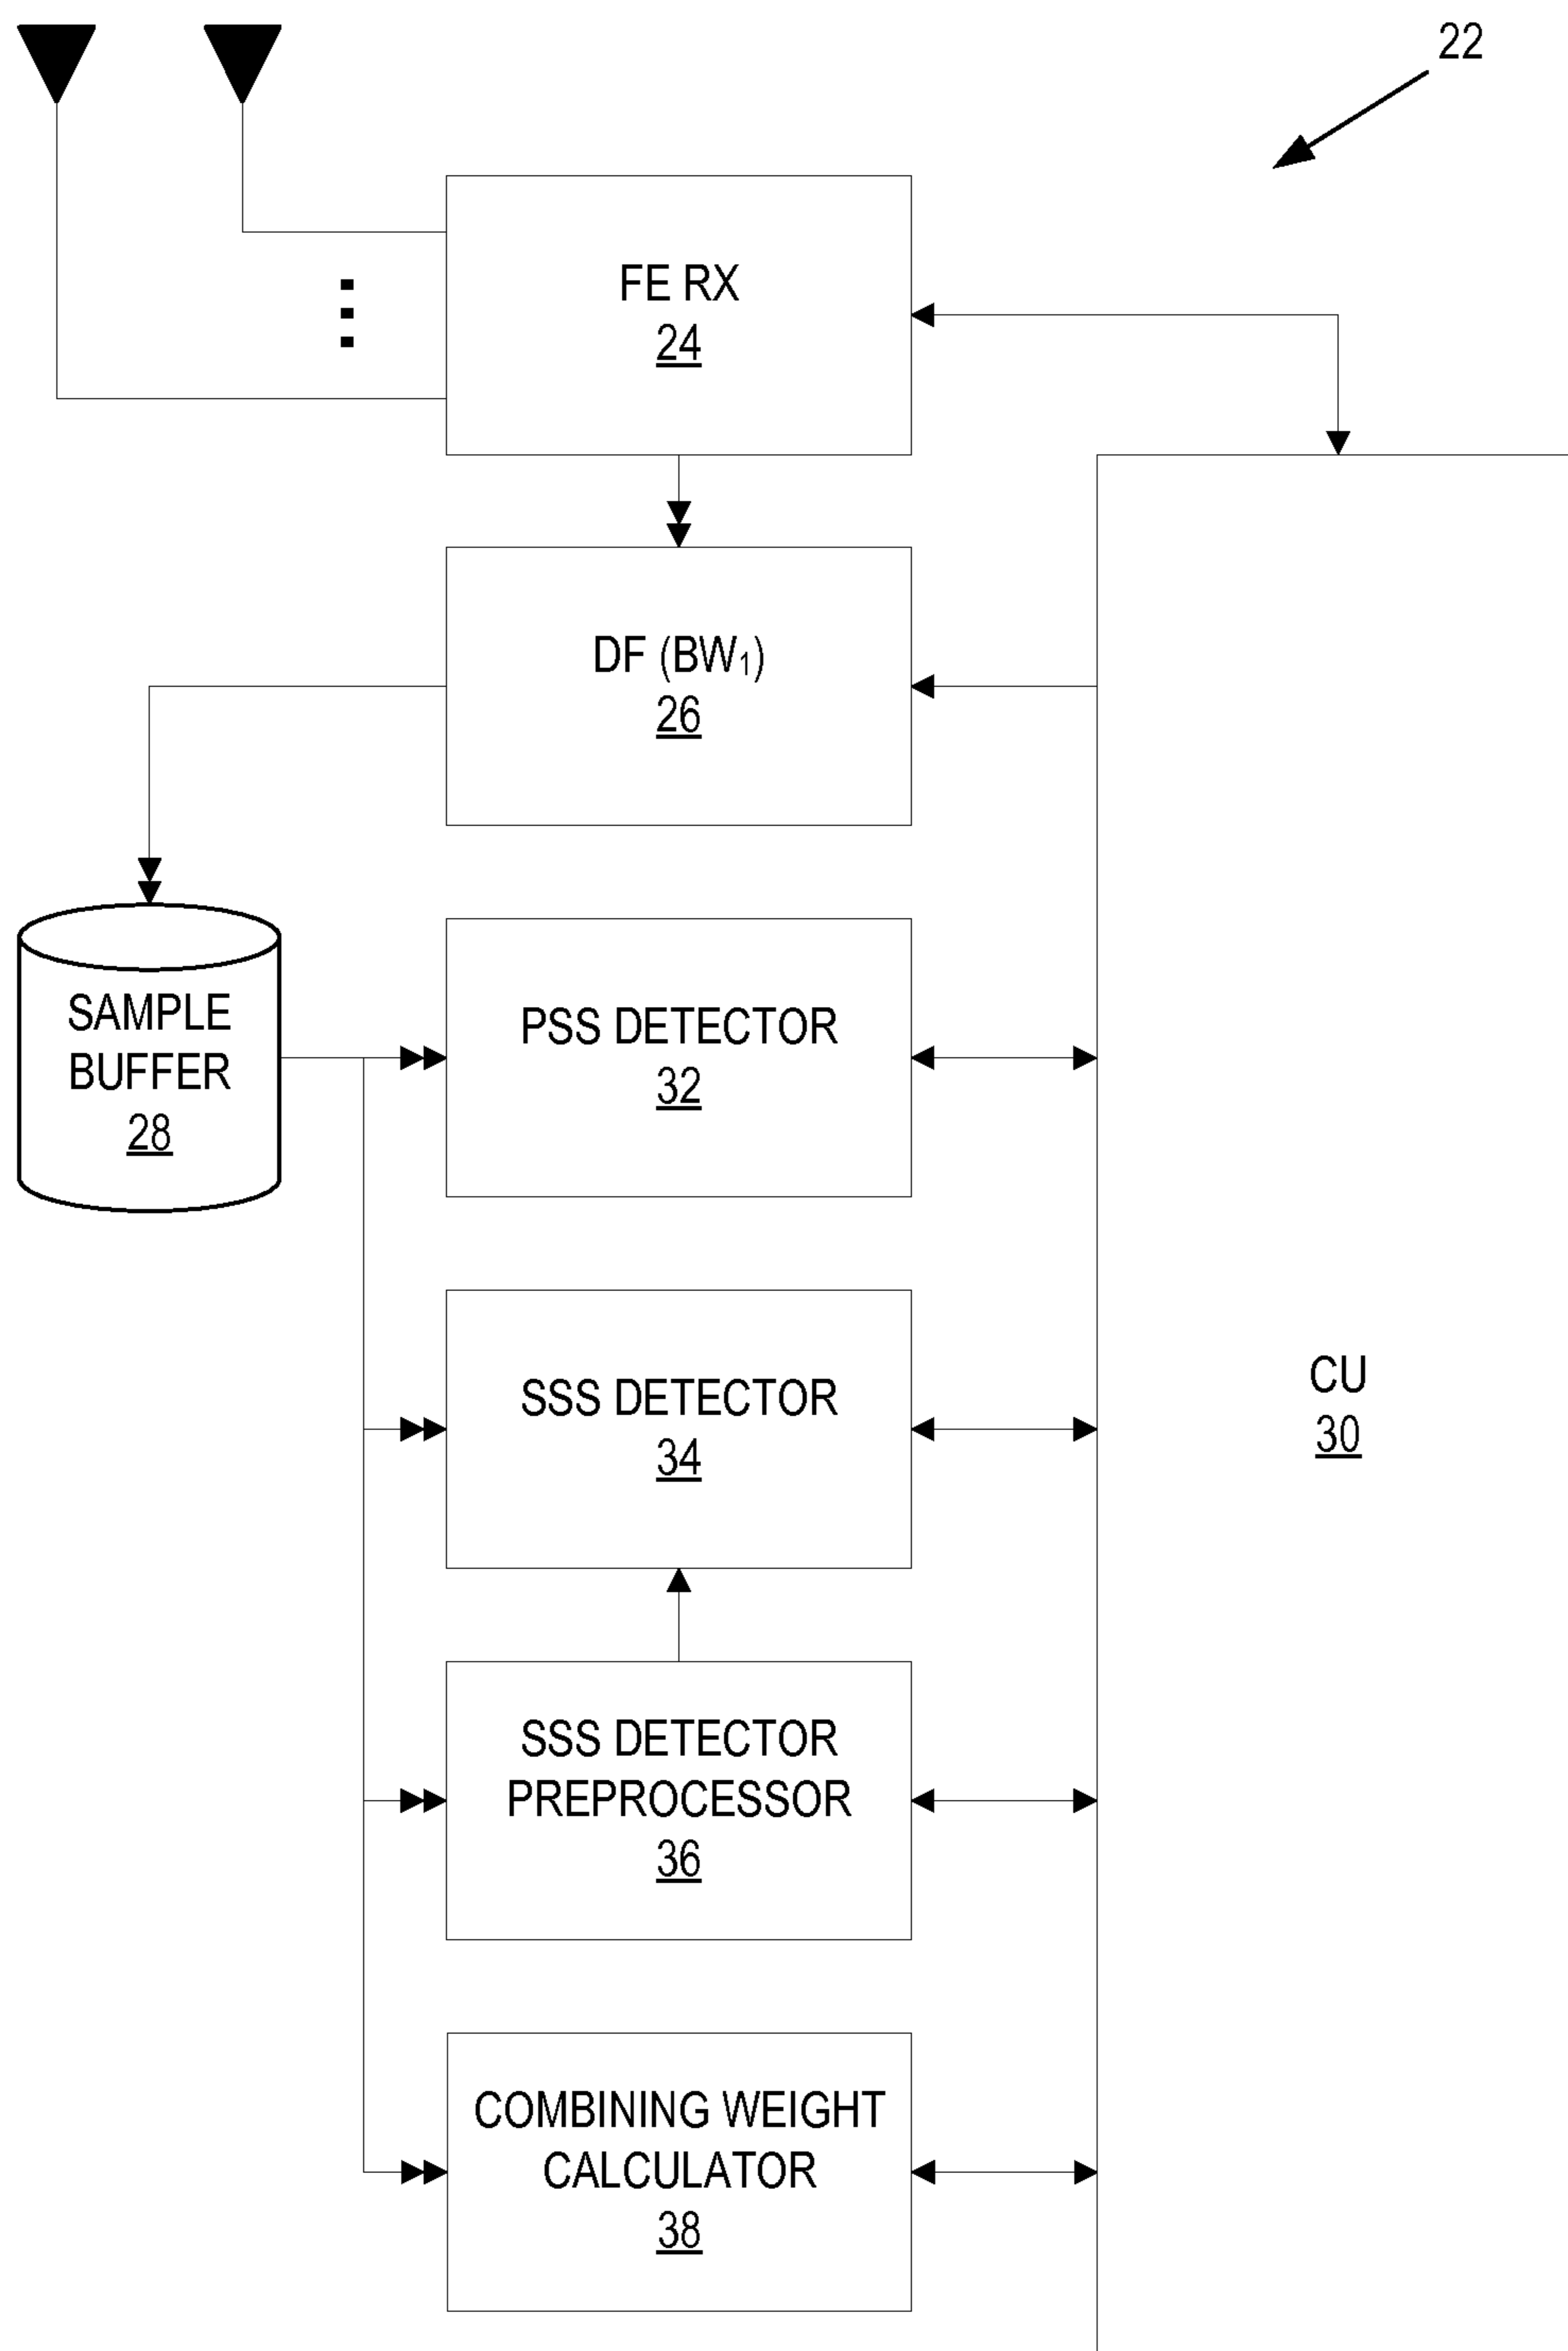 22
FE RX
24
DF (BW₁)
26
SAMPLE
BUFFER
28
PSS DETECTOR
32
SSS DETECTOR
34
CU
30
SSS DETECTOR
PREPROCESSOR
36
COMBINING WEIGHT
CALCULATOR
38